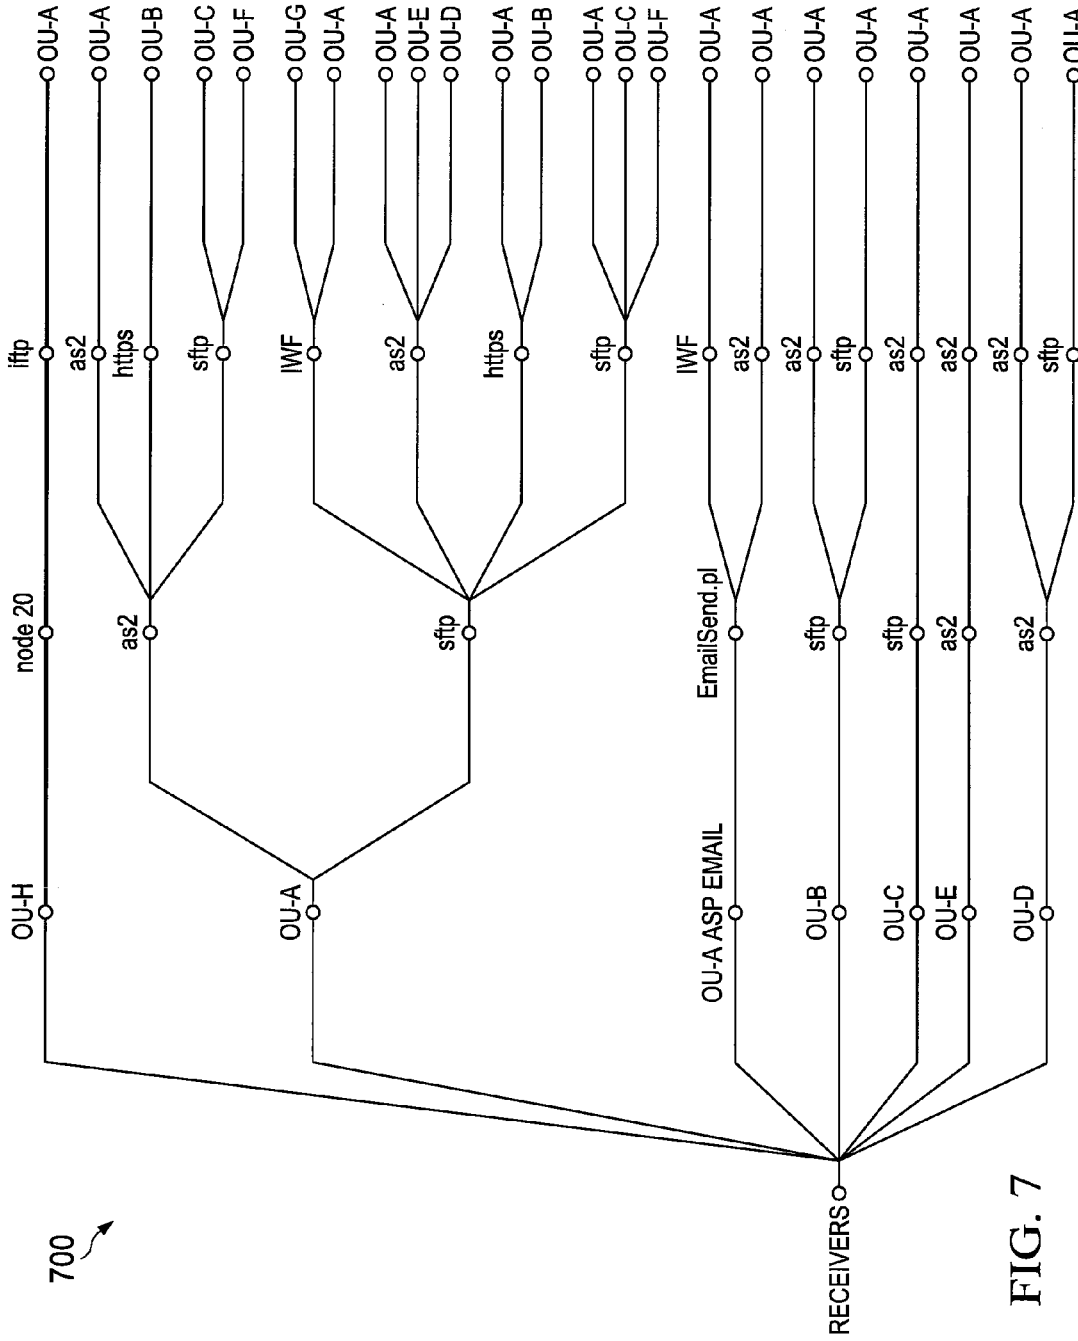 OU-A
OU-A
OU-B
OU-C
OU-F
OU-G
OU-A
OU-A
OU-E
OU-D
OU-A
OU-B
OU-A
OU-C
OU-F
OU-A
OU-A
OU-A
OU-A
OU-A
OU-A
OU-A
OU-A
iftp
as2
https
sftp
IWF
as2
https
sftp
IWF
as2
as2
sftp
as2
as2
as2
sftp
node 20
as2
sftp
EmailSend.pl
sftp
sftp
as2
as2
OU-H
OU-A
OU-A ASP EMAIL
OU-B
OU-C
OU-E
OU-D
RECEIVERS
700
FIG. 7